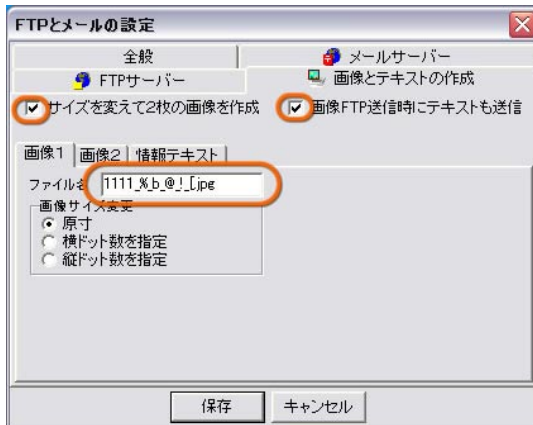 FTPとメールの設定
全般
メールサーバー
FTPサーバー
画像とテキストの作成
サイズを変えて2枚の画像を作成
画像FTP送信時にテキストも送信
画像1 画像2 情報テキスト
ファイル名 1111_%_b_@_!_[.jpg
画像サイズ変更
原寸
横ドット数を指定
縦ドット数を指定
保存 キャンセル